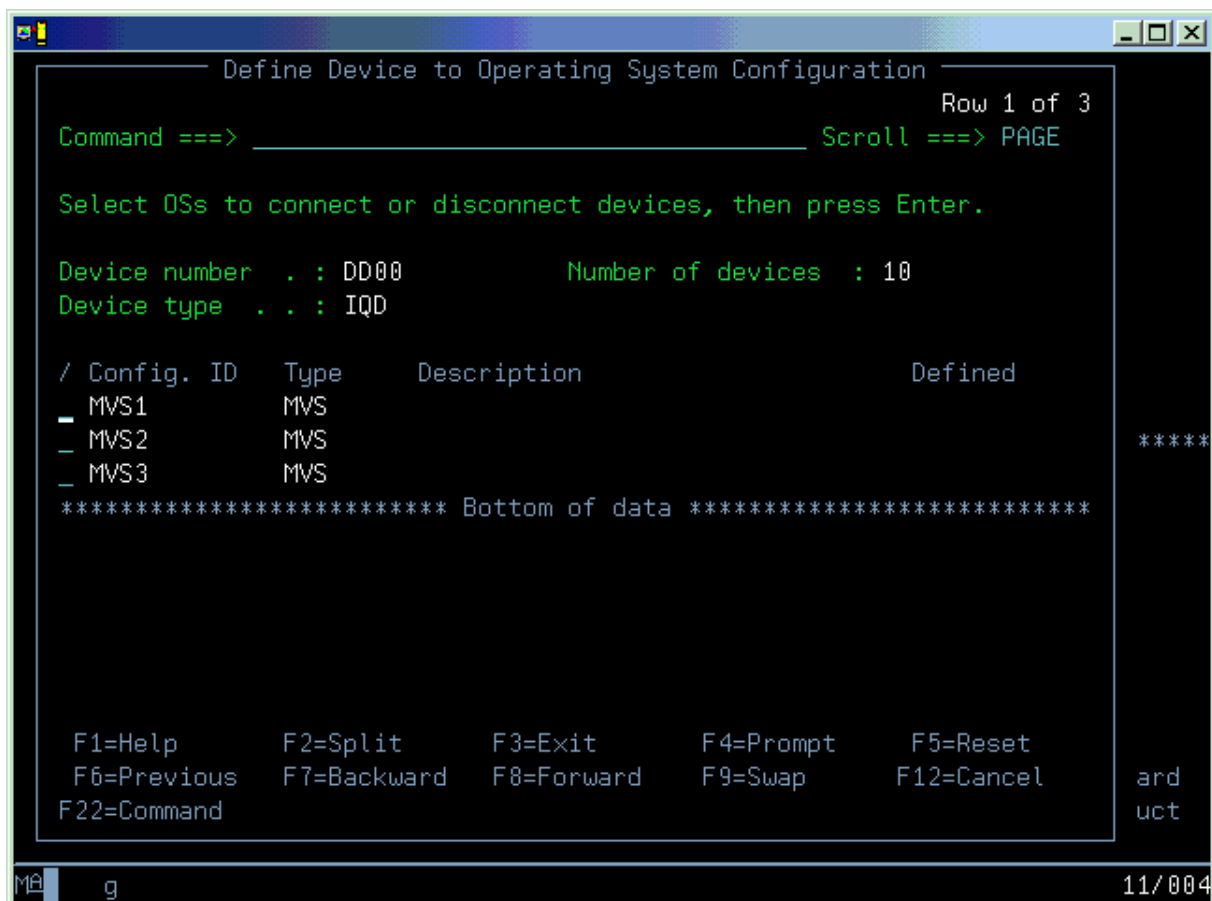 Define Device to Operating System Configuration
Row 1 of 3
Command ===> _____________________________________ Scroll ===> PAGE
Select OSs to connect or disconnect devices, then press Enter.
Device number . : DD00 Number of devices : 10
Device type . . : IQD
/ Config. ID Type Description Defined
_ MVS1 MVS
_ MVS2 MVS *****
_ MVS3 MVS
************************** Bottom of data ***************************
F1=Help F2=Split F3=Exit F4=Prompt F5=Reset
F6=Previous F7=Backward F8=Forward F9=Swap F12=Cancel ard
F22=Command uct
MA g 11/004